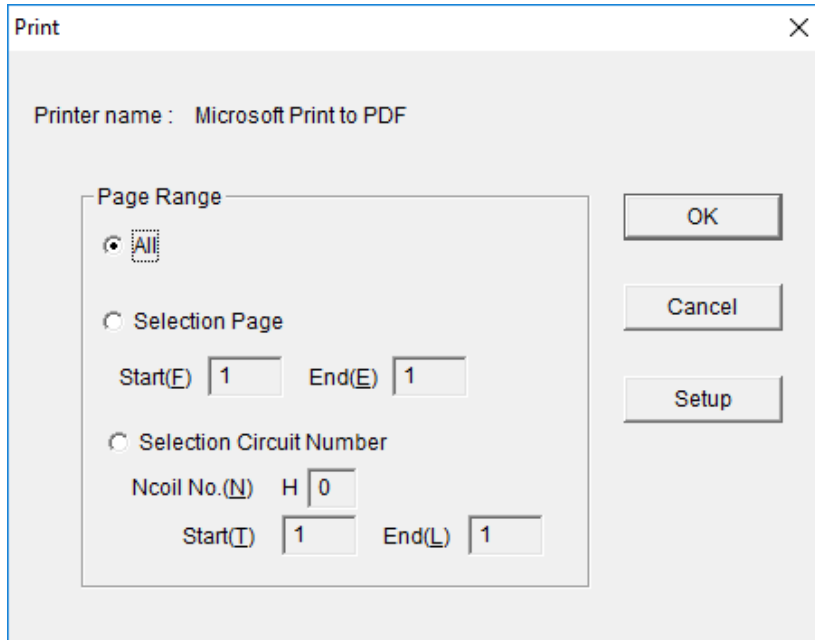 Print
Printer name : Microsoft Print to PDF
Page Range
All
OK
Selection Page
Cancel
Start(F) 1 End(E) 1
Setup
Selection Circuit Number
Ncoil No.(N) H 0
Start(T) 1 End(L) 1